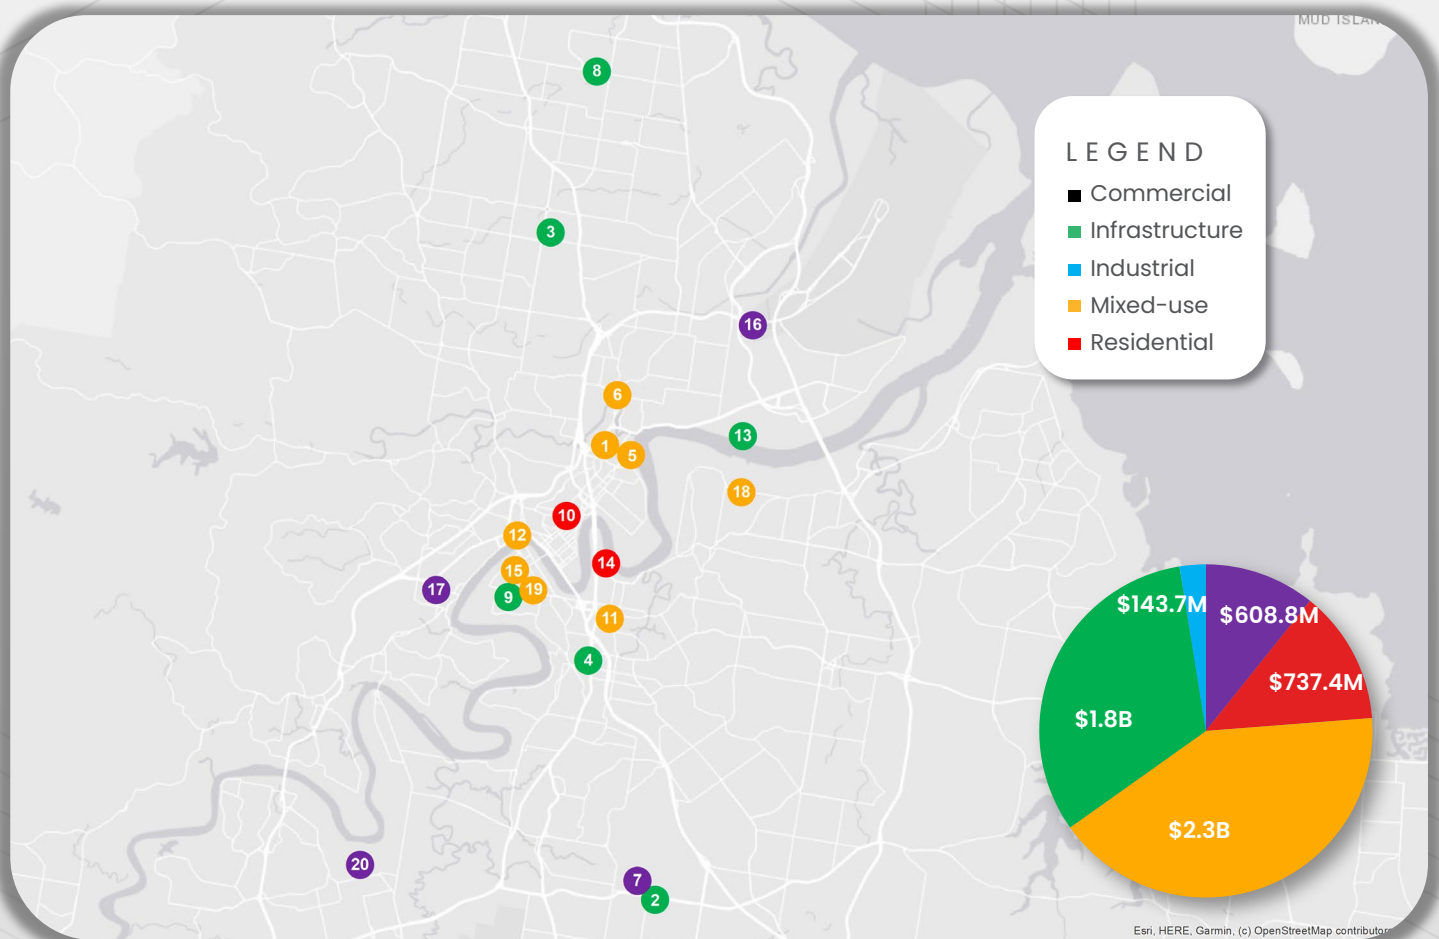 MUD ISLAN
8
LEGEND
Commercial
3
Infrastructure
Industrial
Mixed-use
16
Residential
6
13
1
5
18
10
12
14
15
17
19
9
11
$143.7M
$608.8M
4
$737.4M
$1.8B
$2.3B
20
7
2
Esri, HERE, Garmin, (c) OpenStreetMap contributors